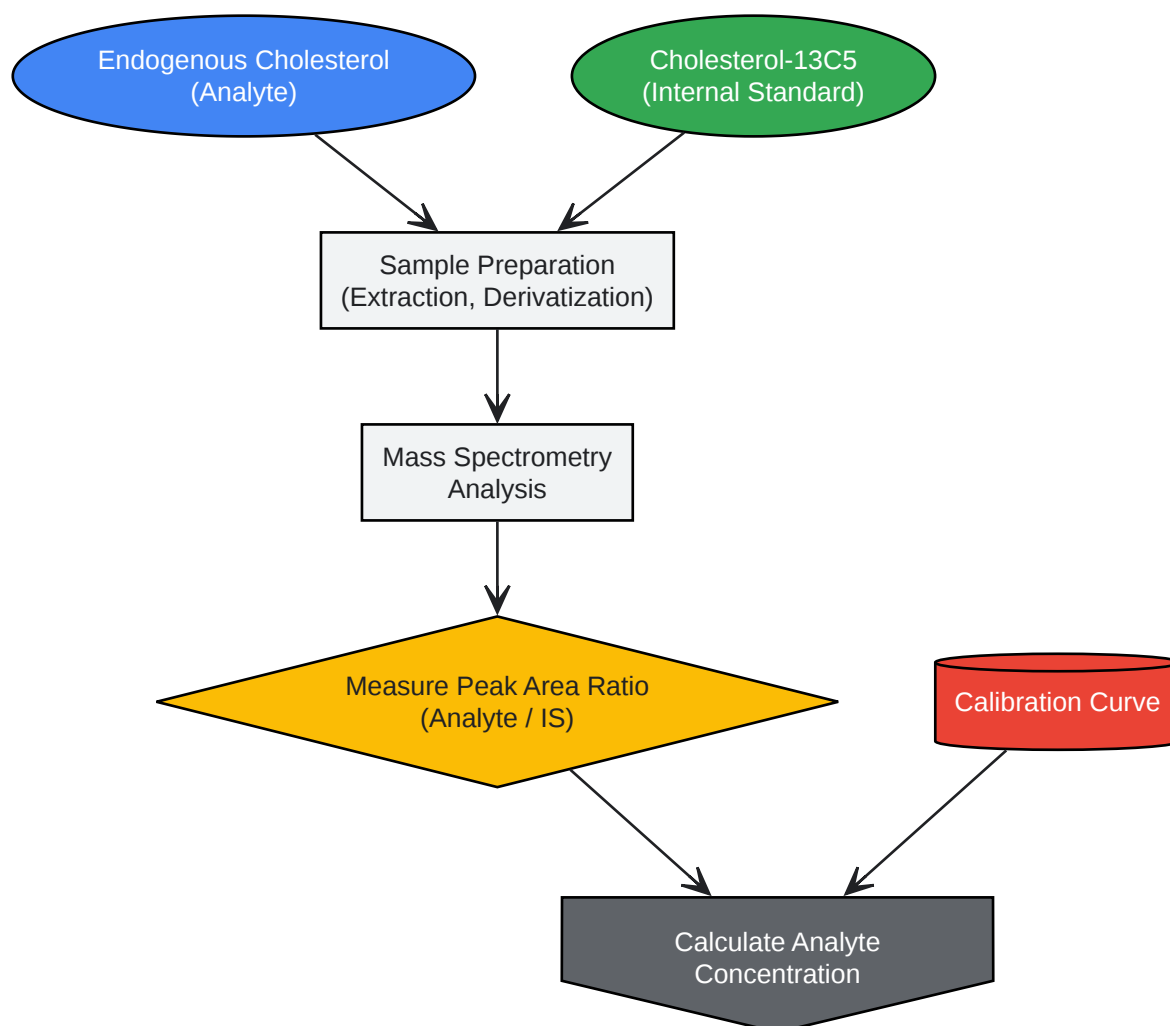 Endogenous Cholesterol
(Analyte)
Cholesterol-13C5
(Internal Standard)
Sample Preparation
(Extraction, Derivatization)
Mass Spectrometry
Analysis
Measure Peak Area Ratio
(Analyte / IS)
Calibration Curve
Calculate Analyte
Concentration